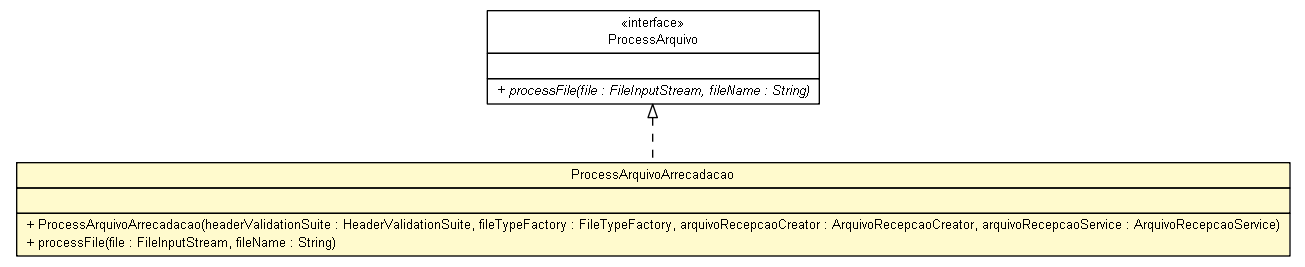 «interface»
ProcessArquivo
+ processFile(file : FileInputStream, fileName : String)
ProcessArquivoArrecadacao
+ ProcessArquivoArrecadacao(headerValidationSuite : HeaderValidationSuite, fileTypeFactory : FileTypeFactory, arquivoRecepcaoCreator : ArquivoRecepcaoCreator, arquivoRecepcaoService : ArquivoRecepcaoService)
+ processFile(file : FileInputStream, fileName : String)